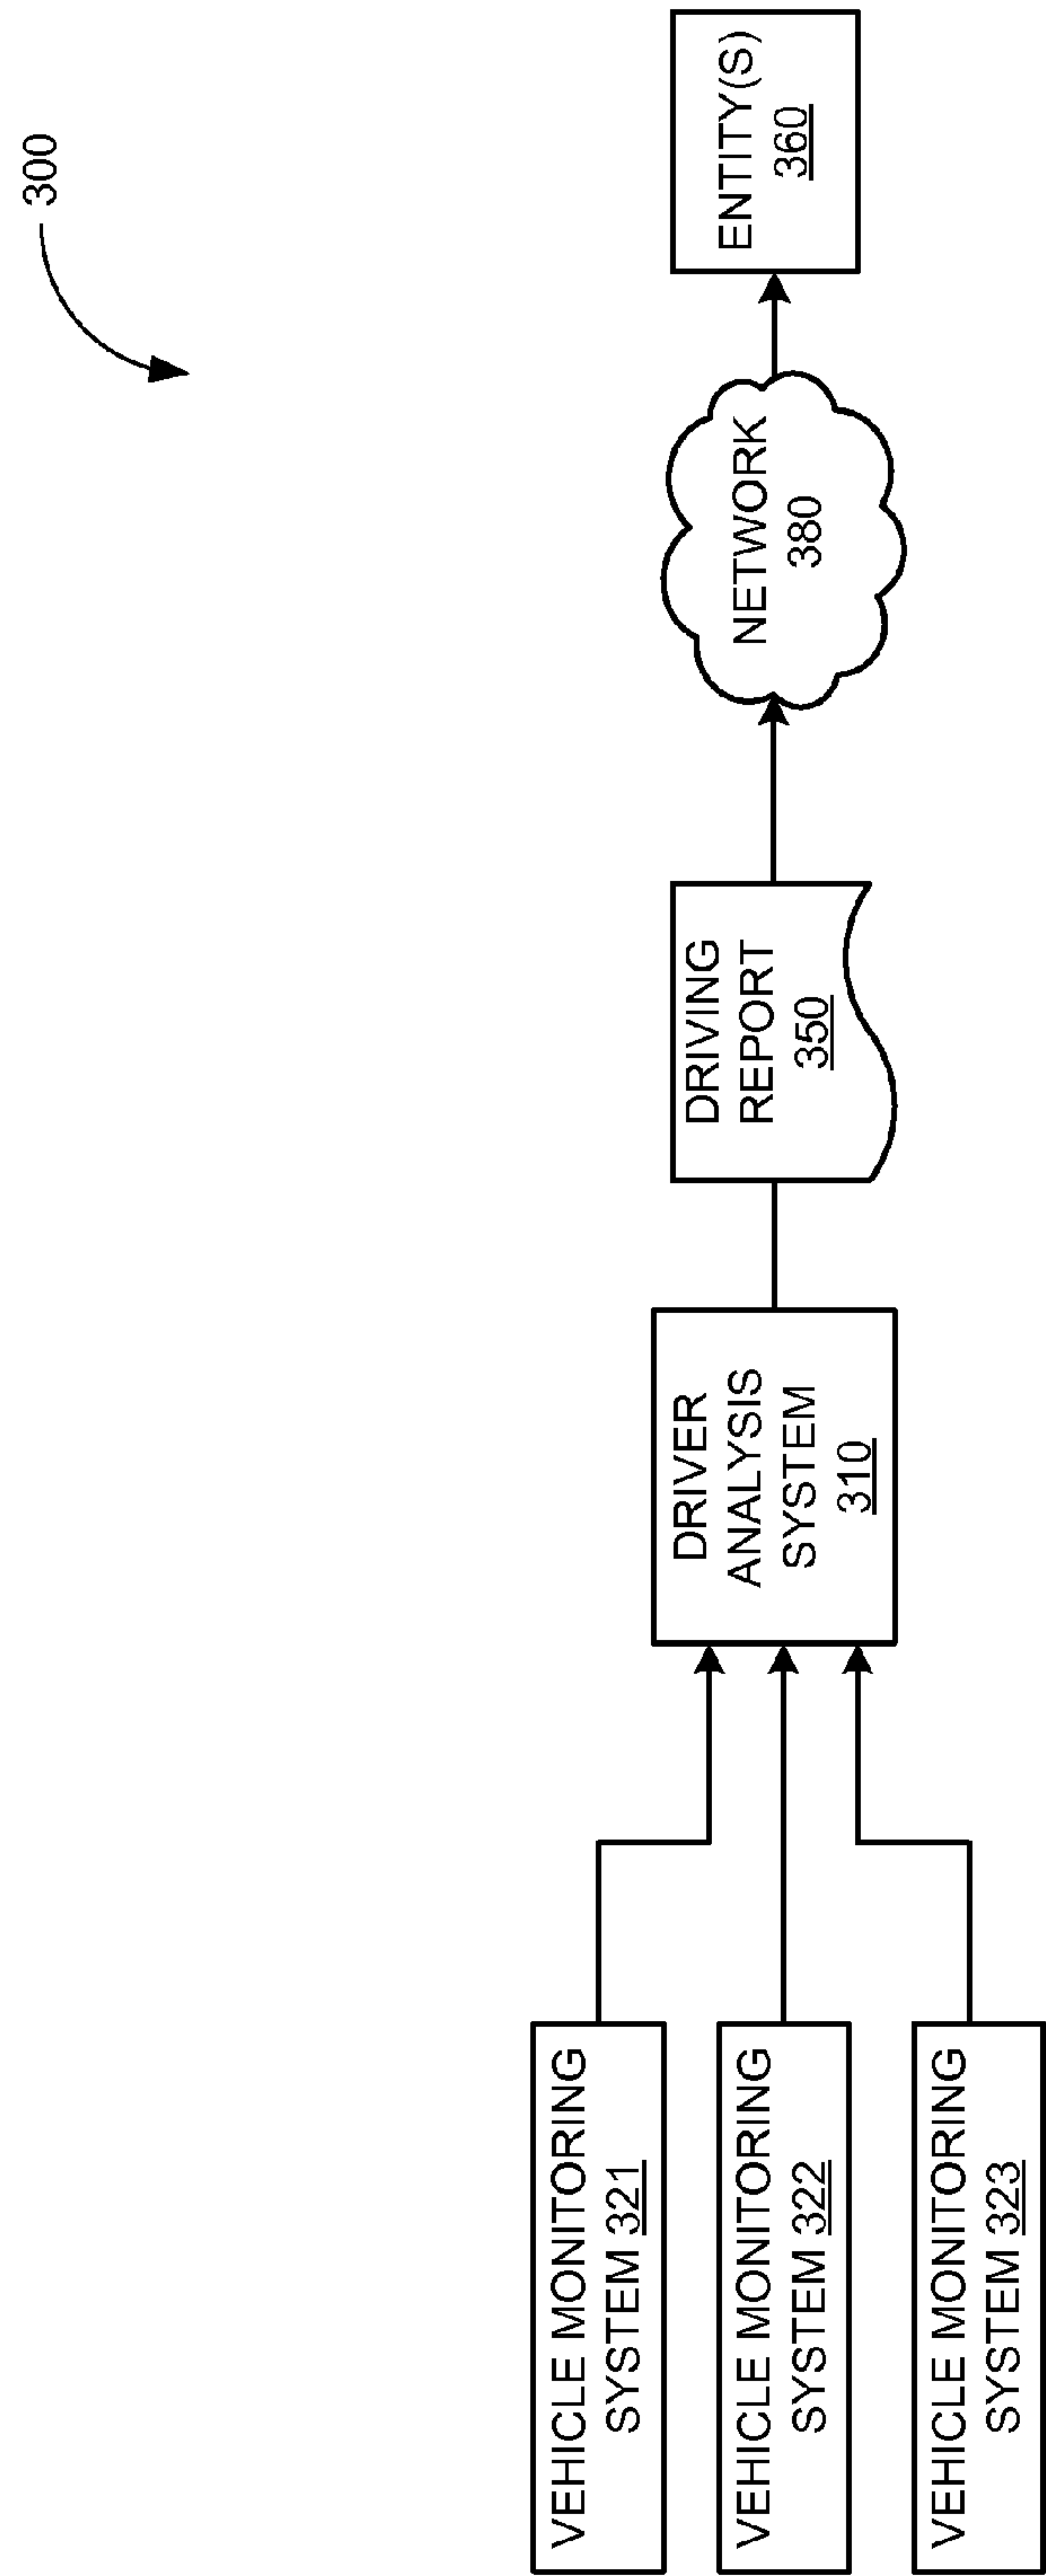 300
VEHICLE MONITORING
SYSTEM 321
VEHICLE MONITORING
SYSTEM 322
VEHICLE MONITORING
SYSTEM 323
DRIVER
ANALYSIS
SYSTEM
310
DRIVING
REPORT
350
NETWORK
380
ENTITY(S)
360